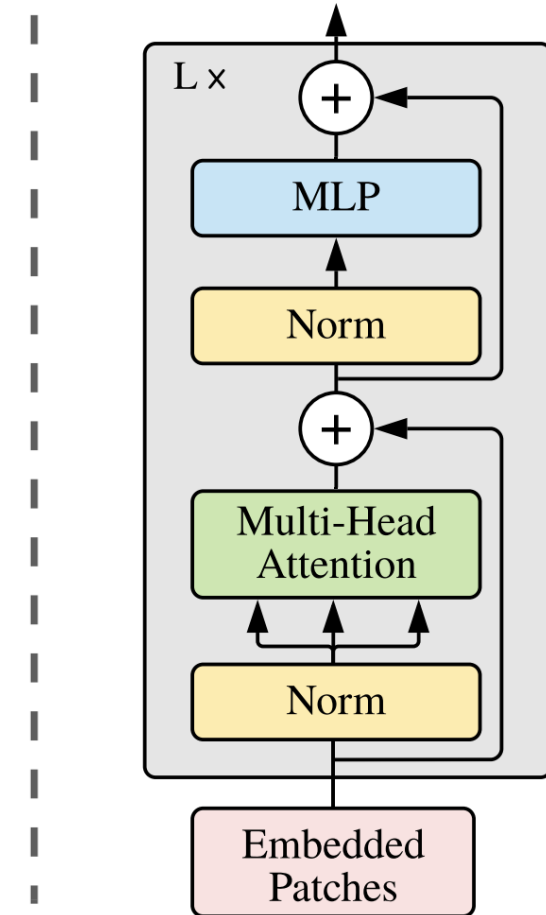 L ×
+
MLP
Norm
+
Multi-Head
Attention
Norm
Embedded
Patches